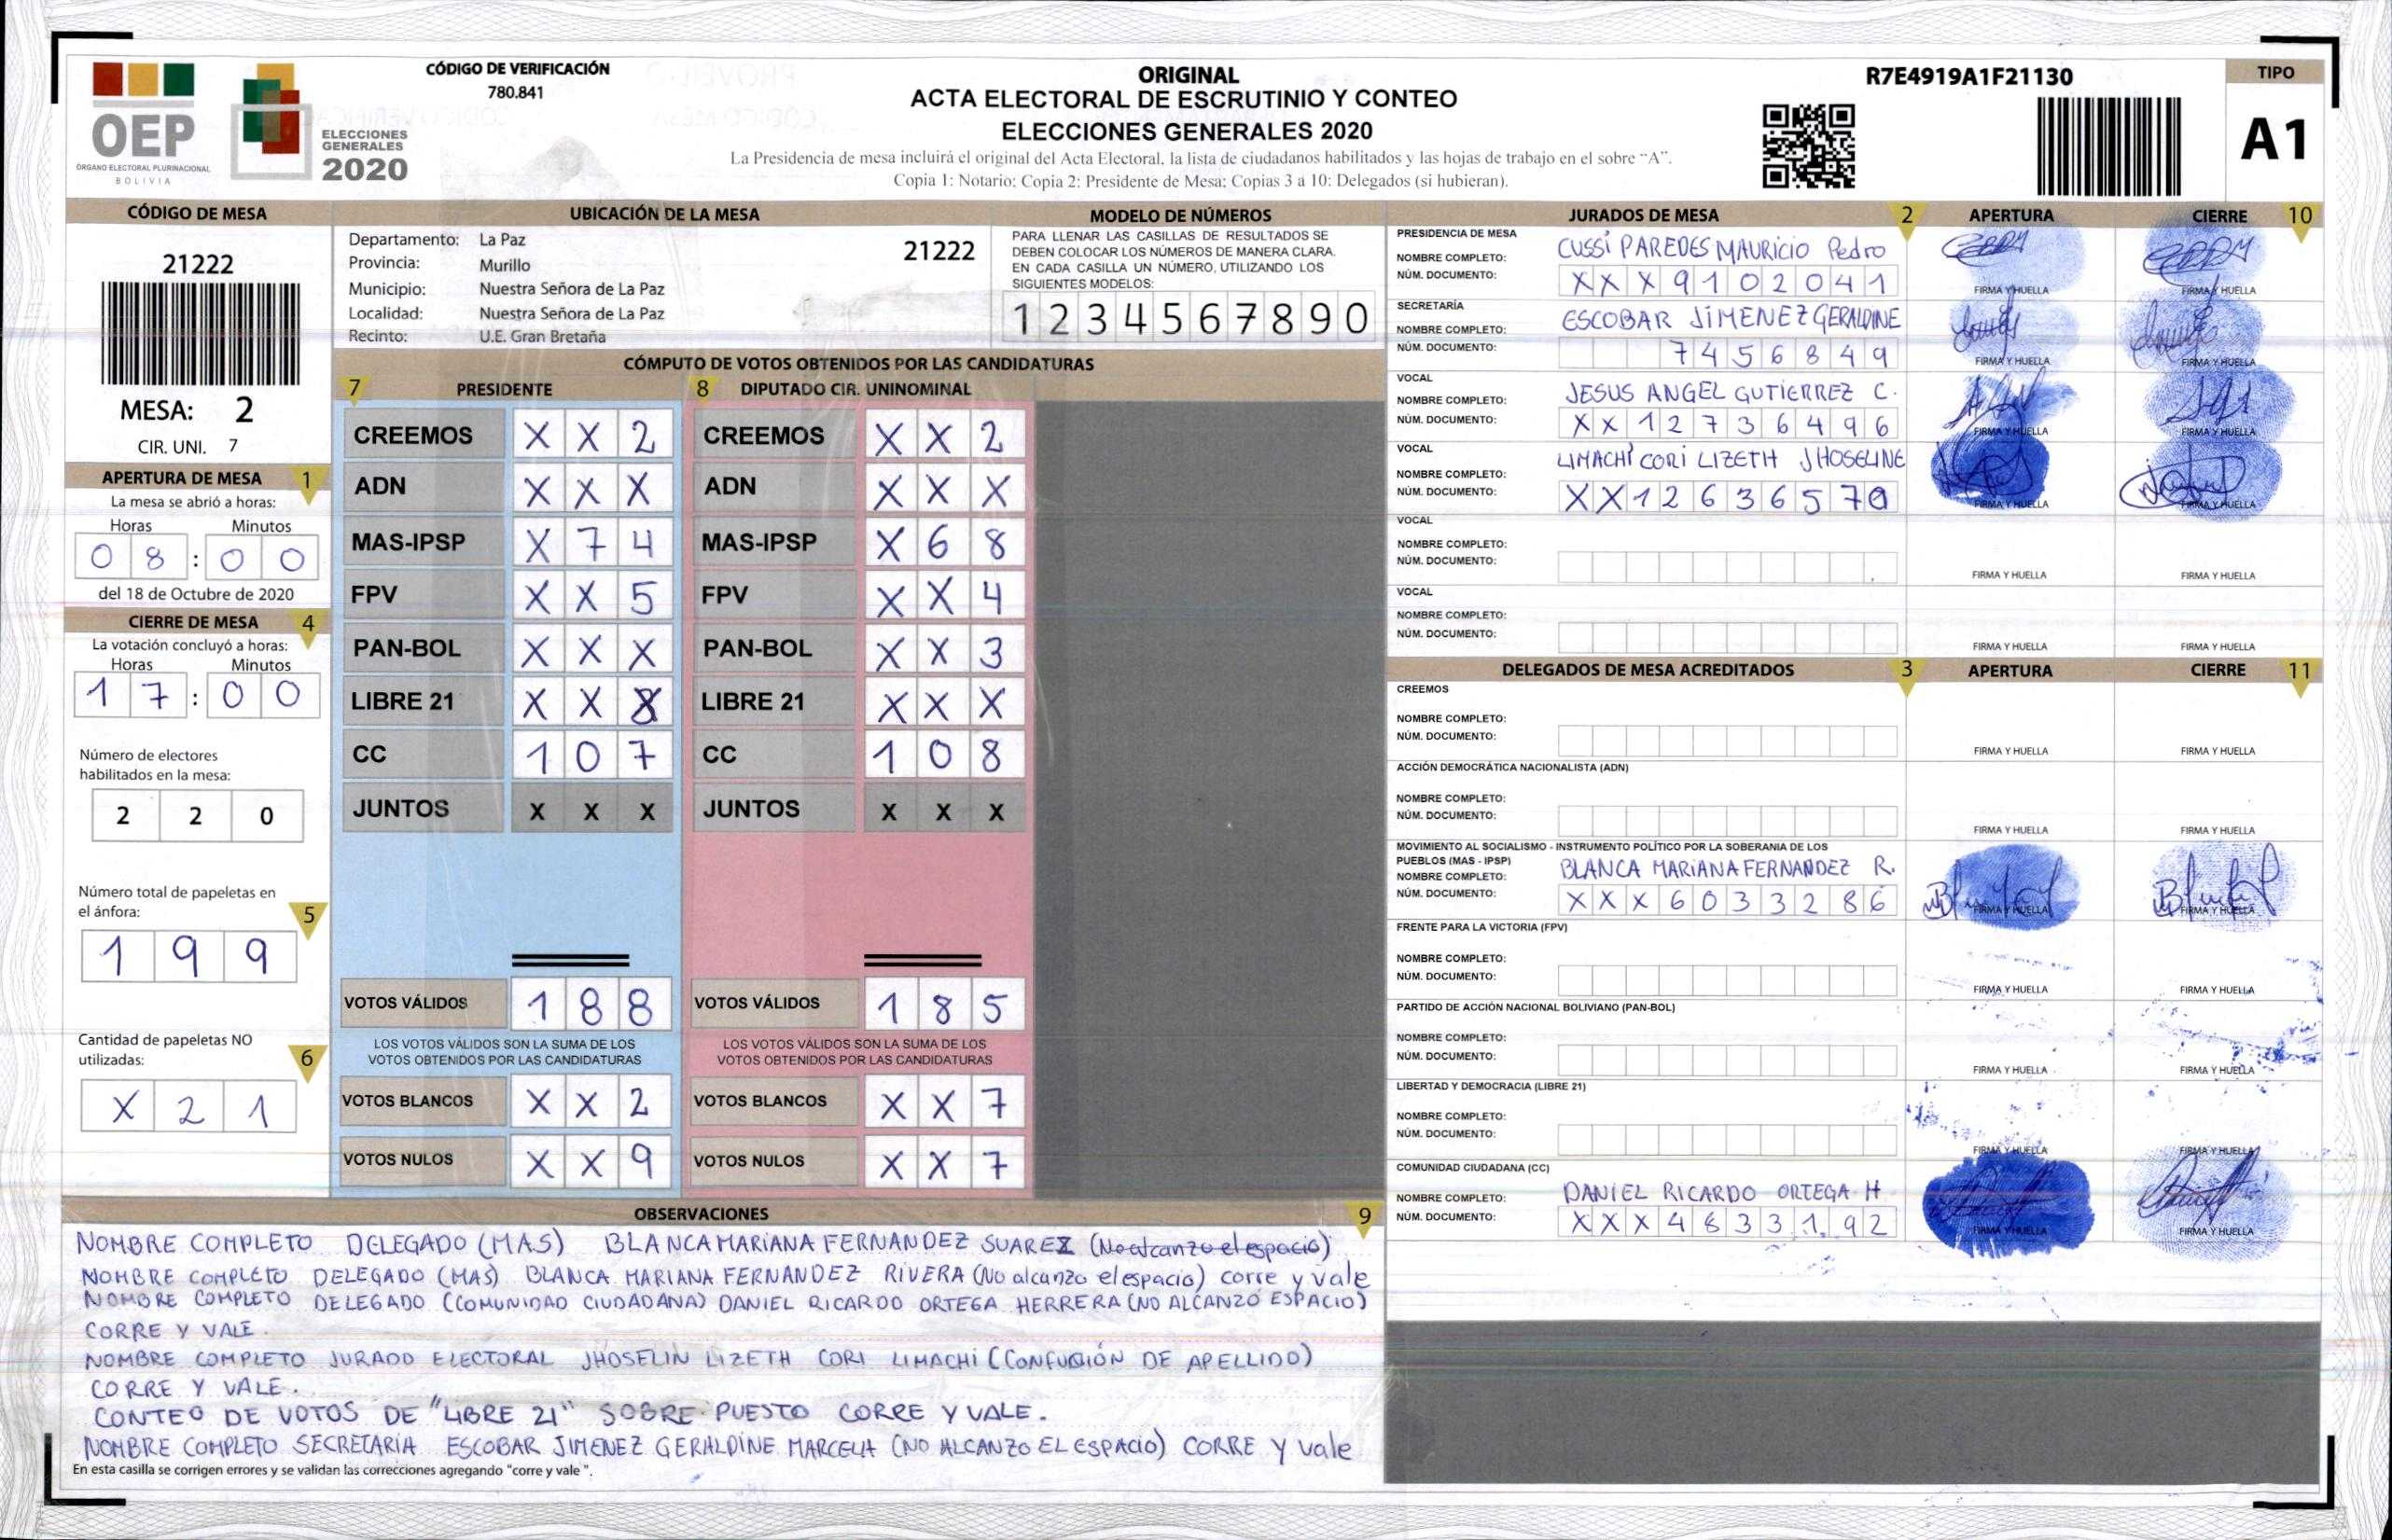 OEP
ÓRGANO ELECTORAL PLURINACIONAL
BOLIVIA
ELECCIONES
GENERALES
2020
CÓDIGO DE VERIFICACIÓN
780.841
ORIGINAL
ACTA ELECTORAL DE ESCRUTINIO Y CONTEO
ELECCIONES GENERALES 2020
La Presidencia de mesa incluirá el original del Acta Electoral, la lista de ciudadanos habilitados y las hojas de trabajo en el sobre "A".
Copia 1: Notario; Copia 2: Presidente de Mesa; Copias 3 a 10: Delegados (si hubieran).
R7E4919A1F21130
TIPO
A1
CÓDIGO DE MESA
21222
MESA: 2
CIR. UNI. 7
APERTURA DE MESA 1
La mesa se abrió a horas:
Horas Minutos
0 8 : 0 0
del 18 de Octubre de 2020
CIERRE DE MESA 4
La votación concluyó a horas:
Horas Minutos
1 7 : 0 0
Número de electores
habilitados en la mesa:
2 2 0
Número total de papeletas en
el ánfora: 5
1 9 9
Cantidad de papeletas NO
utilizadas: 6
X 2 1
UBICACIÓN DE LA MESA
Departamento: La Paz 21222
Provincia: Murillo
Municipio: Nuestra Señora de La Paz
Localidad: Nuestra Señora de La Paz
Recinto: U.E. Gran Bretaña
MODELO DE NÚMEROS
PARA LLENAR LAS CASILLAS DE RESULTADOS SE
DEBEN COLOCAR LOS NÚMEROS DE MANERA CLARA.
EN CADA CASILLA UN NÚMERO, UTILIZANDO LOS
SIGUIENTES MODELOS:
1 2 3 4 5 6 7 8 9 0
CÓMPUTO DE VOTOS OBTENIDOS POR LAS CANDIDATURAS
7 PRESIDENTE 8 DIPUTADO CIR. UNINOMINAL
CREEMOS X X 2 CREEMOS X X 2
ADN X X X ADN X X X
MAS-IPSP X 7 4 MAS-IPSP X 6 8
FPV X X 5 FPV X X 4
PAN-BOL X X X PAN-BOL X X 3
LIBRE 21 X X X LIBRE 21 X X X
CC 1 0 7 CC 1 0 8
JUNTOS X X X JUNTOS X X X
VOTOS VÁLIDOS 1 8 8 VOTOS VÁLIDOS 1 8 5
LOS VOTOS VÁLIDOS SON LA SUMA DE LOS LOS VOTOS VÁLIDOS SON LA SUMA DE LOS
VOTOS OBTENIDOS POR LAS CANDIDATURAS VOTOS OBTENIDOS POR LAS CANDIDATURAS
VOTOS BLANCOS X X 2 VOTOS BLANCOS X X 7
VOTOS NULOS X X 9 VOTOS NULOS X X 7
JURADOS DE MESA 2 APERTURA CIERRE 10
PRESIDENCIA DE MESA
NOMBRE COMPLETO: CUSSI PAREDES MAURICIO Pedro
NÚM. DOCUMENTO: X X X 9 1 0 2 0 4 1
FIRMA Y HUELLA FIRMA Y HUELLA
SECRETARÍA
NOMBRE COMPLETO: ESCOBAR JIMENEZ GERALDINE
NÚM. DOCUMENTO: 7 4 5 6 8 4 9
FIRMA Y HUELLA FIRMA Y HUELLA
VOCAL
NOMBRE COMPLETO: JESUS ANGEL GUTIERREZ C.
NÚM. DOCUMENTO: X X 1 2 7 3 6 4 9 6
FIRMA Y HUELLA FIRMA Y HUELLA
VOCAL
NOMBRE COMPLETO: LIMACHI CORI LIZETH JHOSELINE
NÚM. DOCUMENTO: X X 1 2 6 3 6 5 7 0
FIRMA Y HUELLA FIRMA Y HUELLA
VOCAL
NOMBRE COMPLETO:
NÚM. DOCUMENTO:
FIRMA Y HUELLA FIRMA Y HUELLA
VOCAL
NOMBRE COMPLETO:
NÚM. DOCUMENTO:
FIRMA Y HUELLA FIRMA Y HUELLA
DELEGADOS DE MESA ACREDITADOS 3 APERTURA CIERRE 11
CREEMOS
NOMBRE COMPLETO:
NÚM. DOCUMENTO:
FIRMA Y HUELLA FIRMA Y HUELLA
ACCIÓN DEMOCRÁTICA NACIONALISTA (ADN)
NOMBRE COMPLETO:
NÚM. DOCUMENTO:
FIRMA Y HUELLA FIRMA Y HUELLA
MOVIMIENTO AL SOCIALISMO - INSTRUMENTO POLÍTICO POR LA SOBERANIA DE LOS
PUEBLOS (MAS - IPSP)
NOMBRE COMPLETO: BLANCA MARIANA FERNANDEZ R.
NÚM. DOCUMENTO: X X X 6 0 3 3 2 8 6
FIRMA Y HUELLA FIRMA Y HUELLA
FRENTE PARA LA VICTORIA (FPV)
NOMBRE COMPLETO:
NÚM. DOCUMENTO:
FIRMA Y HUELLA FIRMA Y HUELLA
PARTIDO DE ACCIÓN NACIONAL BOLIVIANO (PAN-BOL)
NOMBRE COMPLETO:
NÚM. DOCUMENTO:
FIRMA Y HUELLA FIRMA Y HUELLA
LIBERTAD Y DEMOCRACIA (LIBRE 21)
NOMBRE COMPLETO:
NÚM. DOCUMENTO:
FIRMA Y HUELLA FIRMA Y HUELLA
COMUNIDAD CIUDADANA (CC)
NOMBRE COMPLETO: DANIEL RICARDO ORTEGA H
NÚM. DOCUMENTO: X X X 4 8 3 3 1 9 2
FIRMA Y HUELLA FIRMA Y HUELLA
OBSERVACIONES 9
NOMBRE COMPLETO DELEGADO (MAS) BLANCA MARIANA FERNANDEZ SUAREZ (No alcanzo el espacio)
NOMBRE COMPLETO DELEGADO (MAS) BLANCA MARIANA FERNANDEZ RIVERA (No alcanzo el espacio) corre y vale
NOMBRE COMPLETO DELEGADO (COMUNIDAD CIUDADANA) DANIEL RICARDO ORTEGA HERRERA (NO ALCANZÓ ESPACIO)
CORRE Y VALE.
NOMBRE COMPLETO JURADO ELECTORAL JHOSELIN LIZETH CORI LIMACHI (CONFUSIÓN DE APELLIDO)
CORRE Y VALE.
CONTEO DE VOTOS DE "LIBRE 21" SOBRE PUESTO CORRE Y VALE.
NOMBRE COMPLETO SECRETARIA ESCOBAR JIMENEZ GERALDINE MARCELA (NO ALCANZO EL ESPACIO) CORRE Y vale
En esta casilla se corrigen errores y se validan las correcciones agregando "corre y vale".